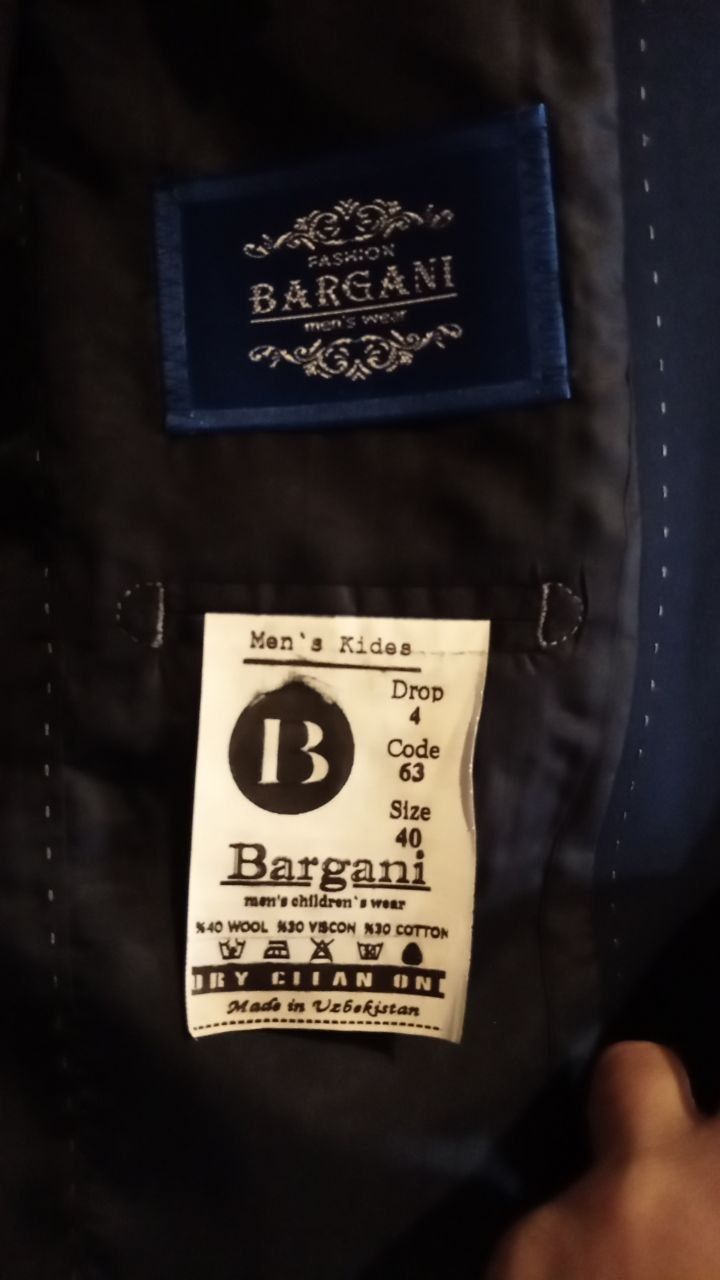 FASHION
BARGANI
men's wear
Men's Kides
Drop
4
Code
63
Size
40
B
Bargani
men's children's wear
%40 WOOL %30 VISCON %30 COTTON
DRY CLEAN ON
Made in Uzbekistan